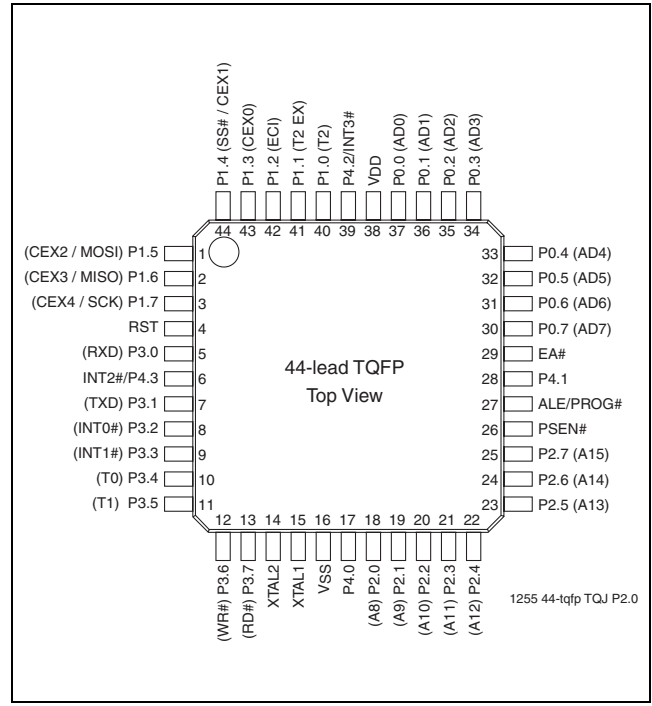 P1.4 (SS# / CEX1)
P1.3 (CEX0)
P1.2 (ECI)
P1.1 (T2 EX)
P1.0 (T2)
P4.2/INT3#
VDD
P0.0 (AD0)
P0.1 (AD1)
P0.2 (AD2)
P0.3 (AD3)
44 43 42 41 40 39 38 37 36 35 34
(CEX2 / MOSI) P1.5 1
(CEX3 / MISO) P1.6 2
(CEX4 / SCK) P1.7 3
RST 4
(RXD) P3.0 5
INT2#/P4.3 6
(TXD) P3.1 7
(INT0#) P3.2 8
(INT1#) P3.3 9
(T0) P3.4 10
(T1) P3.5 11
44-lead TQFP
Top View
33 P0.4 (AD4)
32 P0.5 (AD5)
31 P0.6 (AD6)
30 P0.7 (AD7)
29 EA#
28 P4.1
27 ALE/PROG#
26 PSEN#
25 P2.7 (A15)
24 P2.6 (A14)
23 P2.5 (A13)
12 13 14 15 16 17 18 19 20 21 22
(WR#) P3.6
(RD#) P3.7
XTAL2
XTAL1
VSS
P4.0
(A8) P2.0
(A9) P2.1
(A10) P2.2
(A11) P2.3
(A12) P2.4
1255 44-tqfp TQJ P2.0